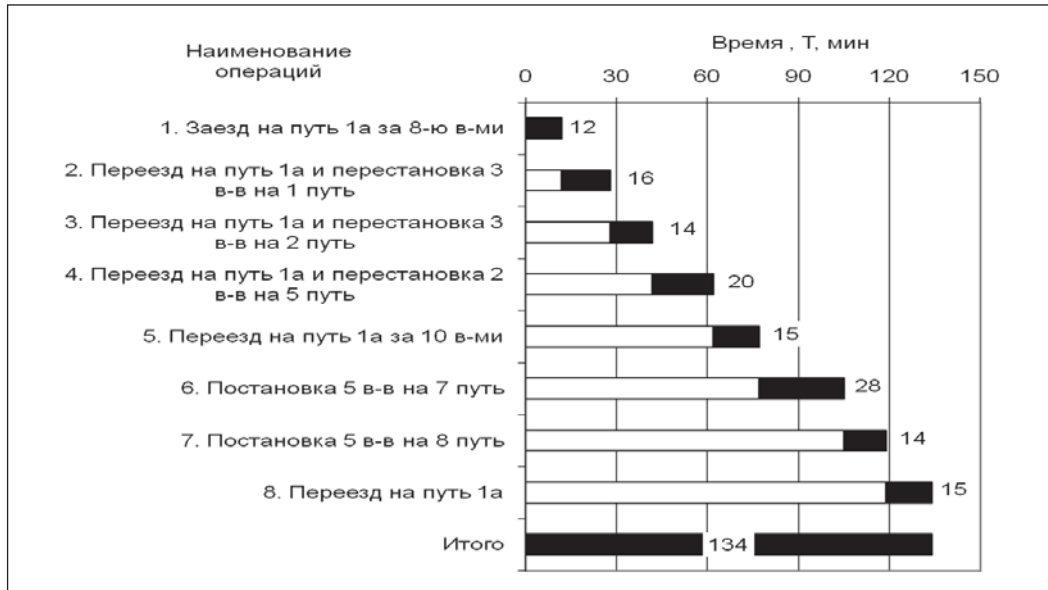 Наименование
операций
Время , Т, мин
0 30 60 90 120 150
1. Заезд на путь 1а за 8-ю в-ми
12
2. Переезд на путь 1а и перестановка 3
в-в на 1 путь
16
3. Переезд на путь 1а и перестановка 3
в-в на 2 путь
14
4. Переезд на путь 1а и перестановка 2
в-в на 5 путь
20
5. Переезд на путь 1а за 10 в-ми
15
6. Постановка 5 в-в на 7 путь
28
7. Постановка 5 в-в на 8 путь
14
8. Переезд на путь 1а
15
Итого
134